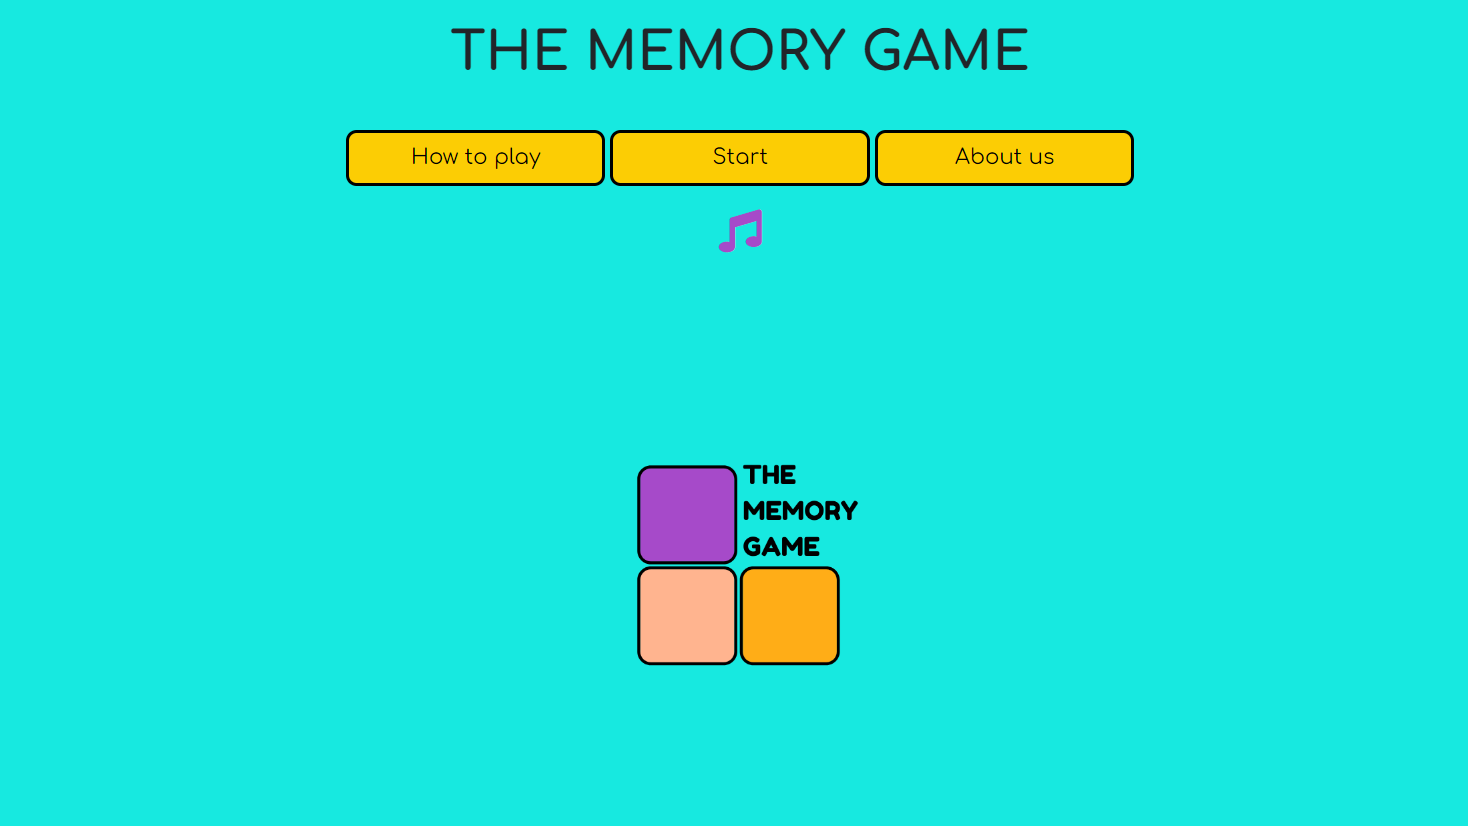 THE MEMORY GAME
How to play
Start
About us
THE
MEMORY
GAME